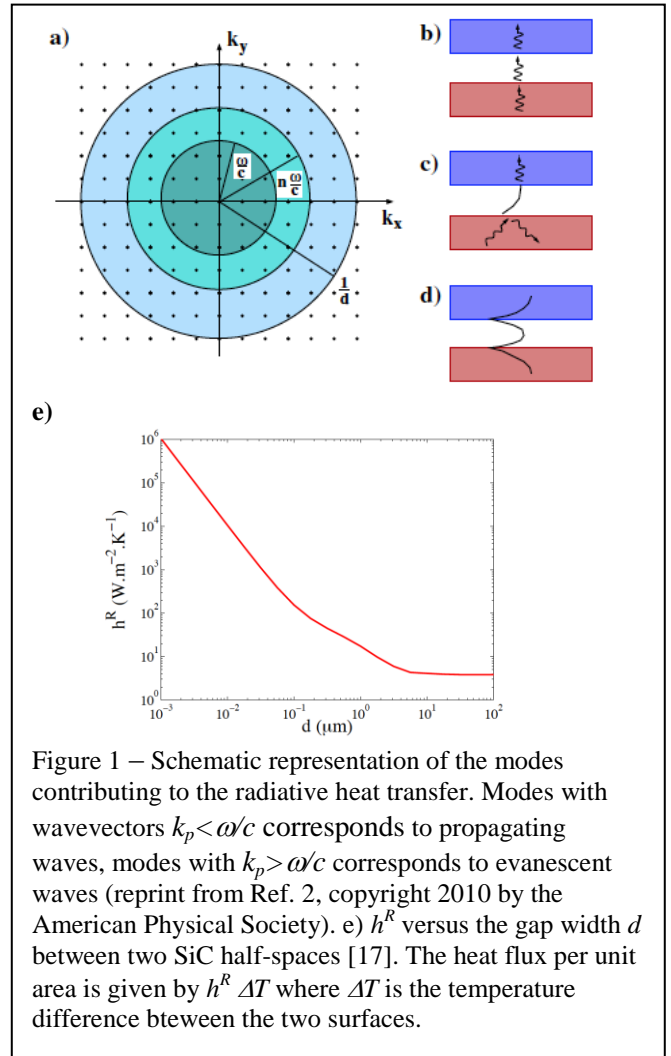 a)
k_y
b)
ω/c
n ω/c
c)
k_x
1/d
d)
e)
10^6
10^5
10^4
10^3
10^2
10^1
10^0
h^R (W.m^-2.K^-1)
10^-3 10^-2 10^-1 10^0 10^1 10^2
d (μm)
Figure 1 – Schematic representation of the modes
contributing to the radiative heat transfer. Modes with
wavevectors k_p<ω/c corresponds to propagating
waves, modes with k_p>ω/c corresponds to evanescent
waves (reprint from Ref. 2, copyright 2010 by the
American Physical Society). e) h^R versus the gap width d
between two SiC half-spaces [17]. The heat flux per unit
area is given by h^R ΔT where ΔT is the temperature
difference bteween the two surfaces.